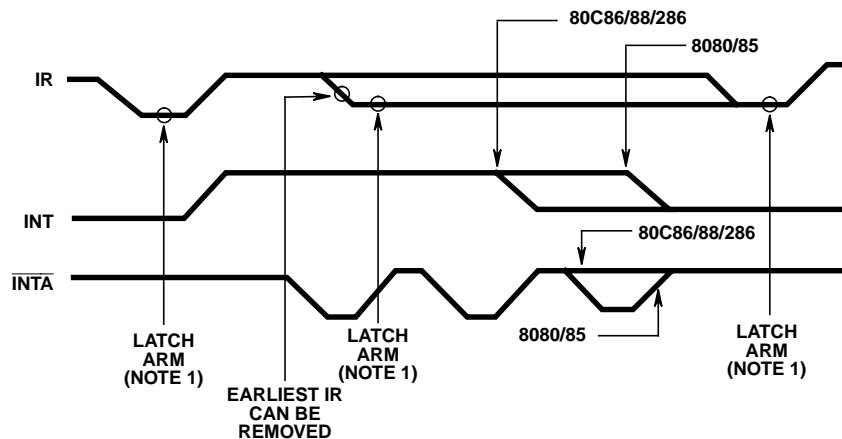 80C86/88/286
8080/85
IR
INT
80C86/88/286
INTA
8080/85
LATCH
ARM
(NOTE 1)
EARLIEST IR
CAN BE
REMOVED
LATCH
ARM
(NOTE 1)
LATCH
ARM
(NOTE 1)